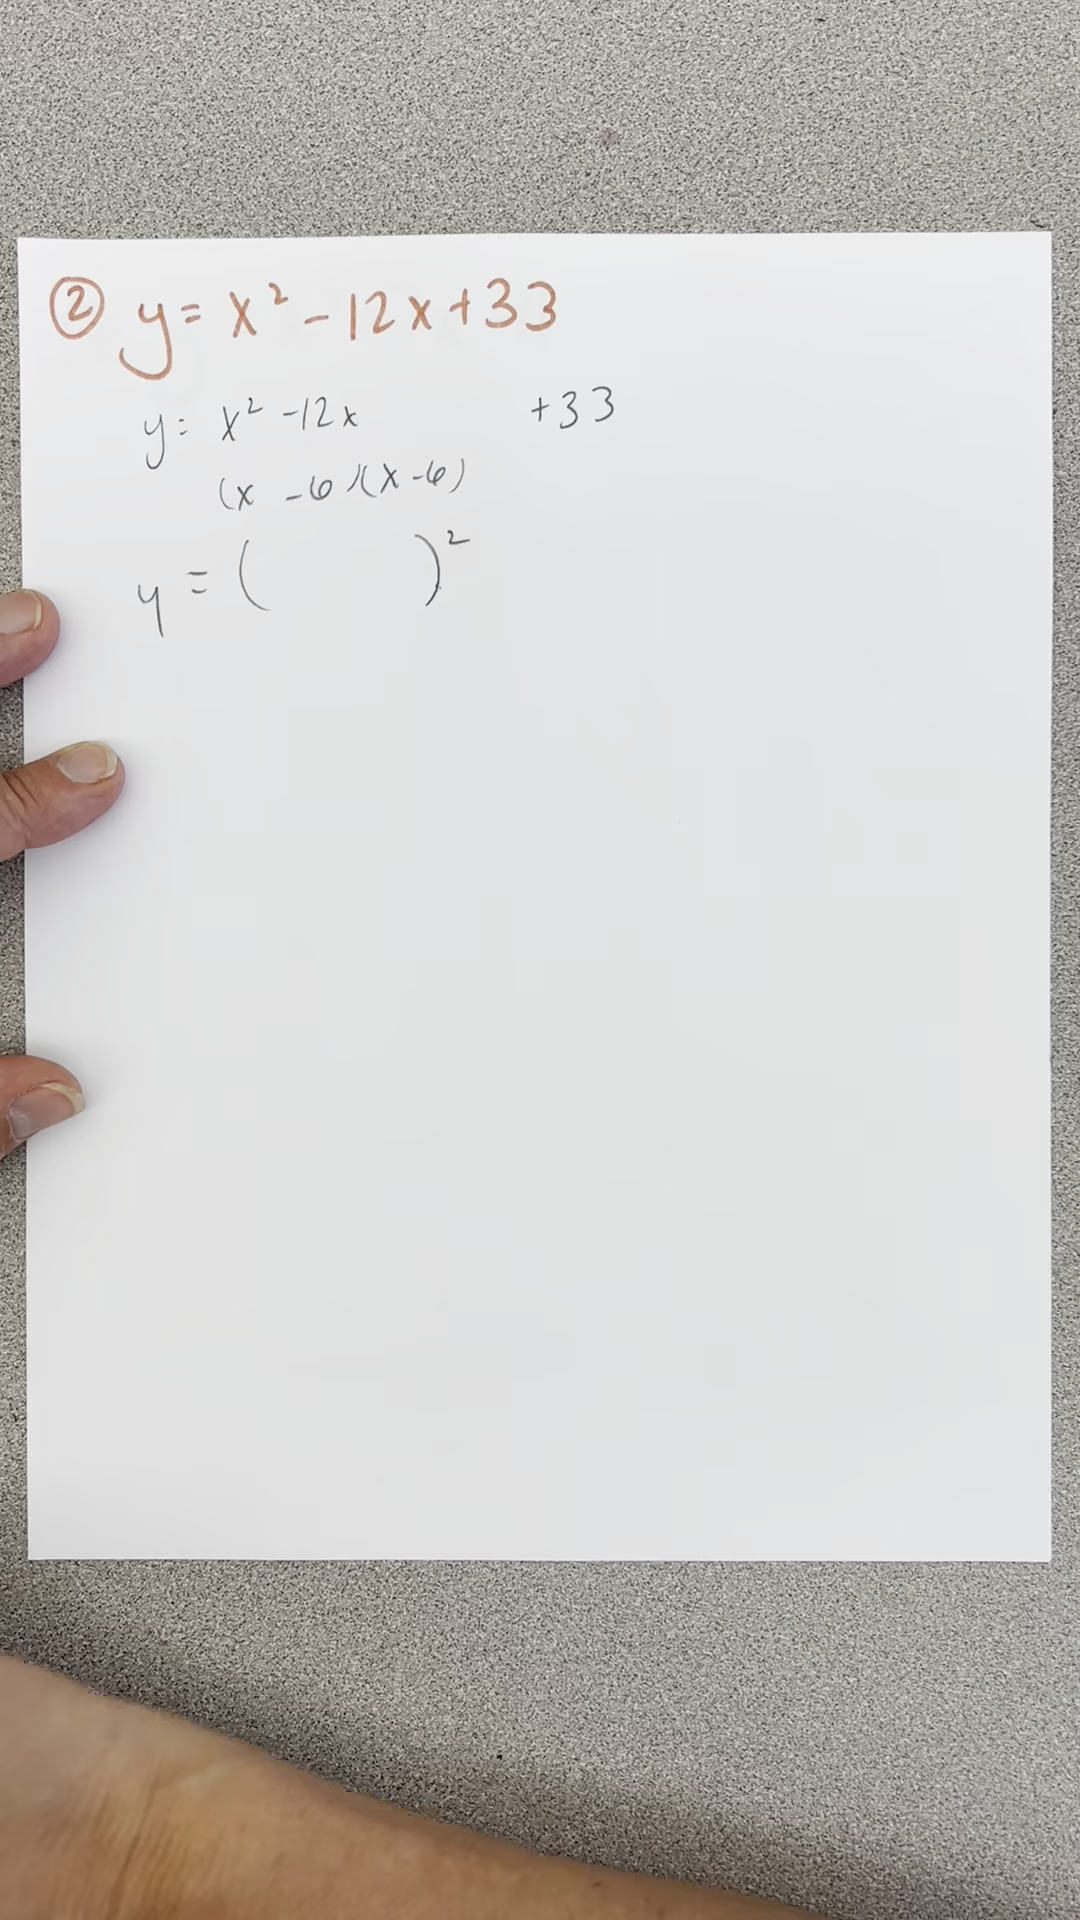 ② y = x² - 12x + 33
y = x² - 12x + 33
(x - 6)(x - 6)
y = ( )²